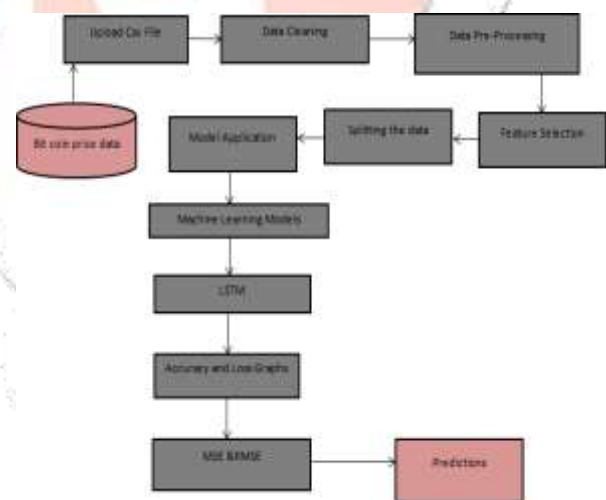 Upload Csv File
Data Cleaning
Data Pre-Processing
Bit coin price data
Model Application
Splitting the data
Feature Selection
Machine Learning Models
LSTM
Accuracy and Loss Graphs
MSE &RMSE
Predictions